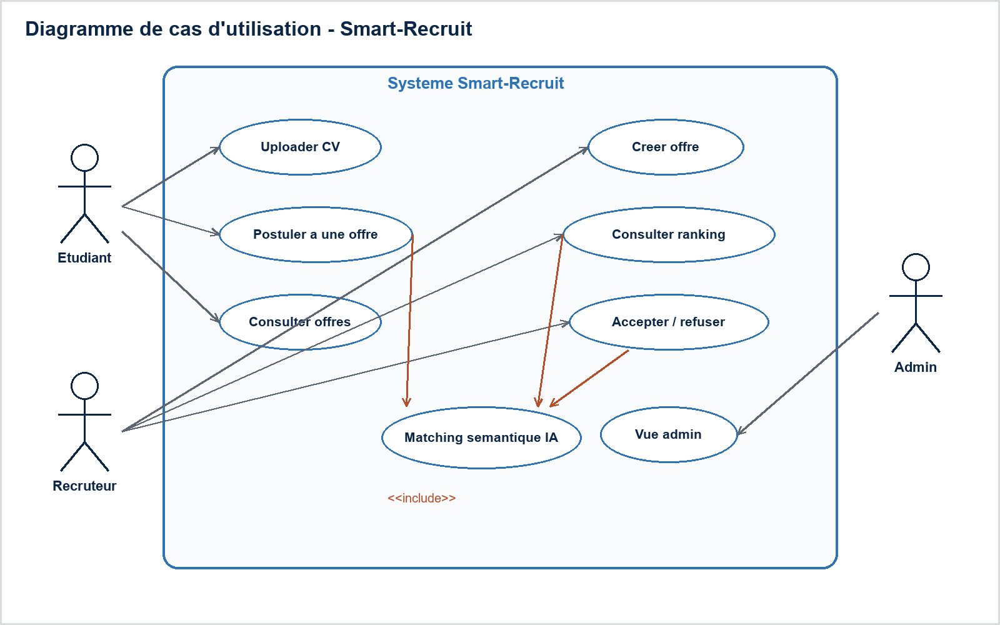 Diagramme de cas d'utilisation - Smart-Recruit
Systeme Smart-Recruit
Uploader CV
Creer offre
Postuler a une offre
Consulter ranking
Etudiant
Consulter offres
Accepter / refuser
Admin
Matching semantique IA
Vue admin
Recruteur
<<include>>